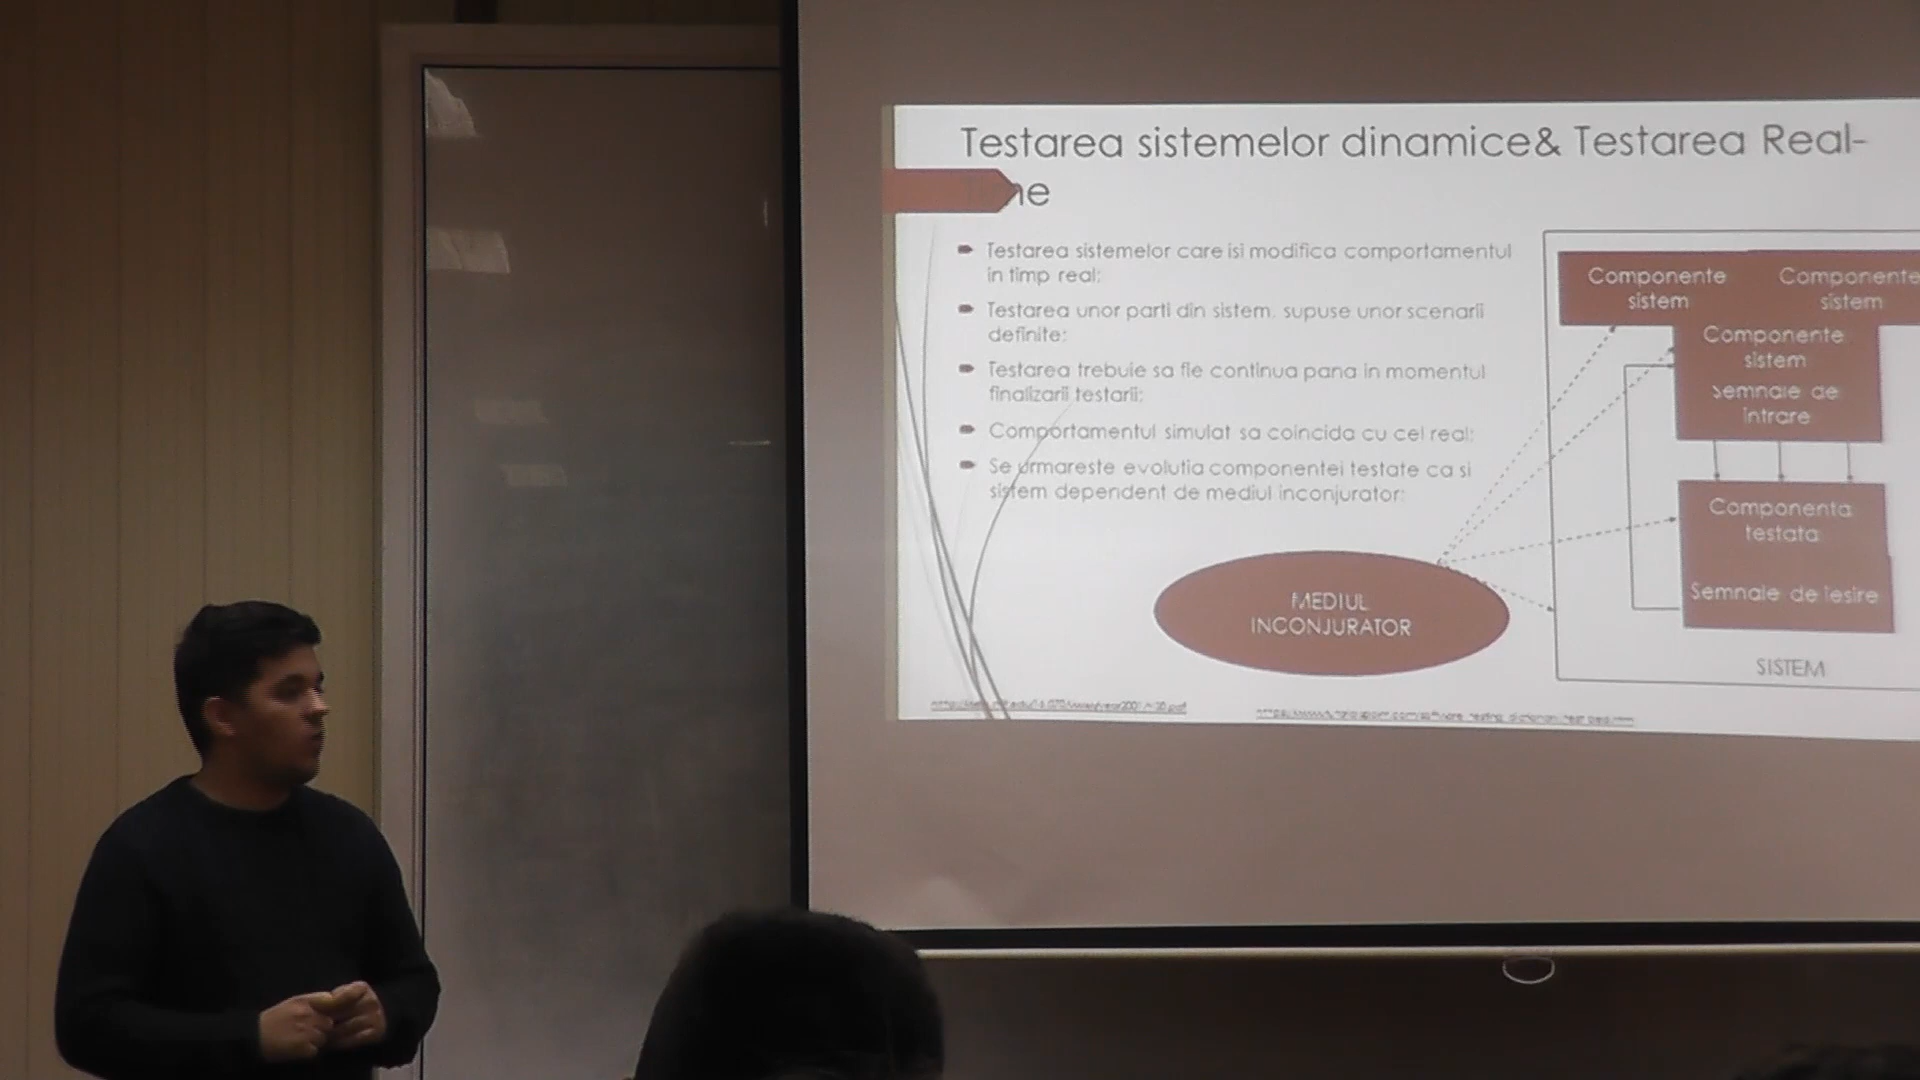 Testarea sistemelor dinamice& Testarea Real-
ne
Testarea sistemelor care isi modifica comportamentul
in timp real;
Testarea unor parti din sistem, supuse unor scenarii
definite;
Testarea trebuie sa fie continua pana in momentul
finalizarii testarii;
Comportamentul simulat sa coincida cu cel real;
Se urmareste evolutia componentei testate ca si
sistem dependent de mediul inconjurator;
MEDIUL
INCONJURATOR
Componente
sistem
Componente
sistem
Componente
sistem
Semnale de
intrare
Componenta
testata
Semnale de iesire
SISTEM